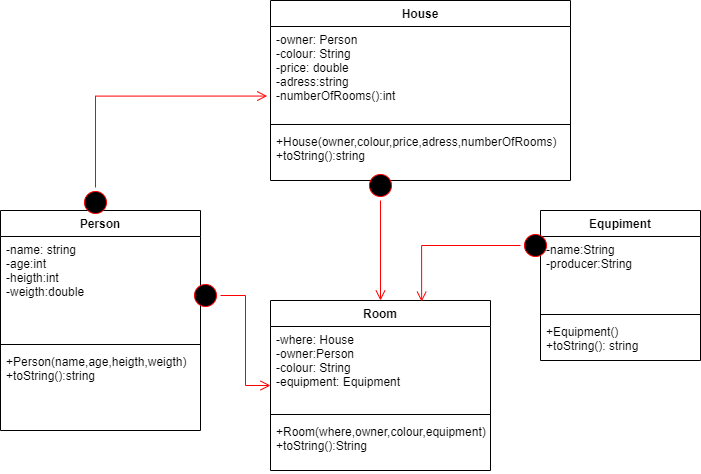 House
-owner: Person
-colour: String
-price: double
-adress:string
-numberOfRooms():int
+House(owner,colour,price,adress,numberOfRooms)
+toString():string
Person
-name: string
-age:int
-heigth:int
-weigth:double
+Person(name,age,heigth,weigth)
+toString():string
Equpiment
-name:String
-producer:String
+Equipment()
+toString(): string
Room
-where: House
-owner:Person
-colour: String
-equipment: Equipment
+Room(where,owner,colour,equipment)
+toString():String